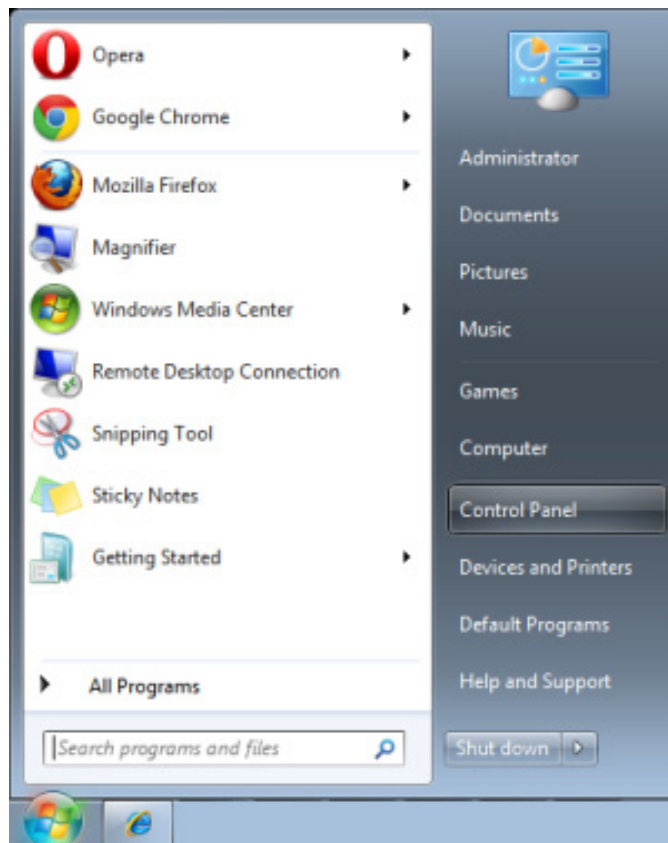 Opera
Google Chrome
Mozilla Firefox
Magnifier
Windows Media Center
Remote Desktop Connection
Snipping Tool
Sticky Notes
Getting Started
All Programs
Search programs and files
Administrator
Documents
Pictures
Music
Games
Computer
Control Panel
Devices and Printers
Default Programs
Help and Support
Shut down